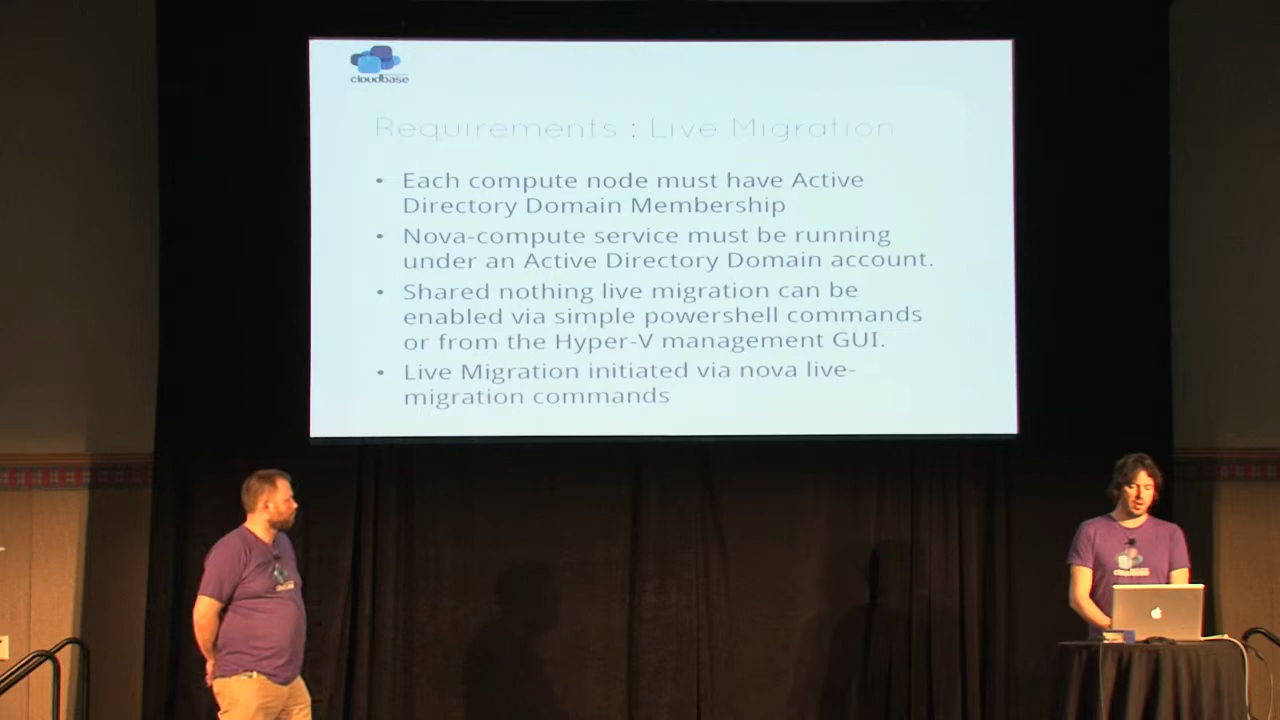 cloudbase
Requirements : Live Migration
• Each compute node must have Active
Directory Domain Membership
• Nova-compute service must be running
under an Active Directory Domain account.
• Shared nothing live migration can be
enabled via simple powershell commands
or from the Hyper-V management GUI.
• Live Migration initiated via nova live-
migration commands
cloudbase